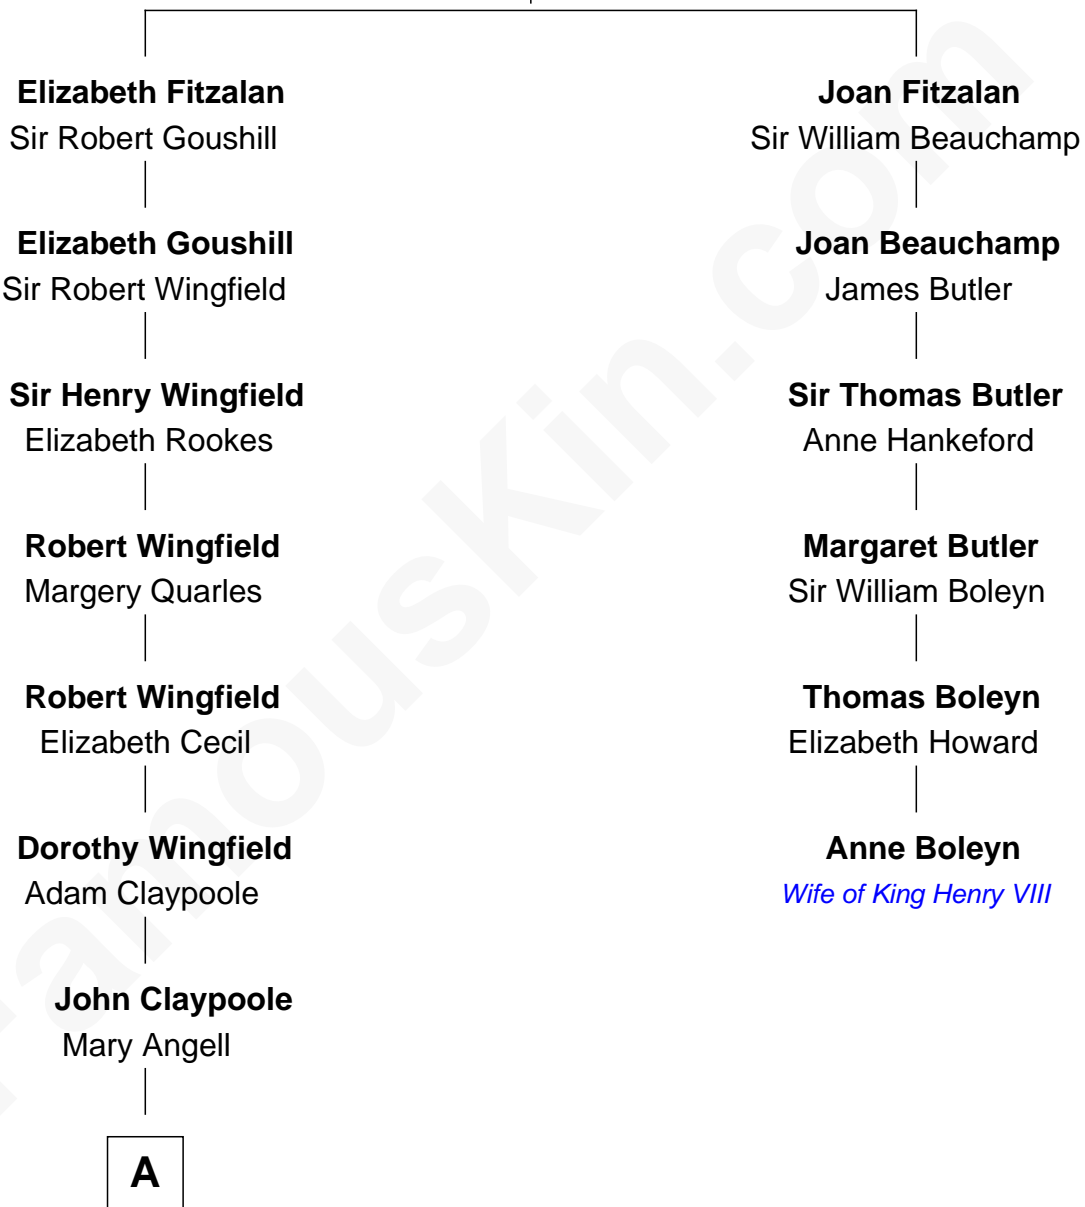 Elizabeth Fitzalan
Sir Robert Goushill
Joan Fitzalan
Sir William Beauchamp
Elizabeth Goushill
Sir Robert Wingfield
Joan Beauchamp
James Butler
Sir Henry Wingfield
Elizabeth Rookes
Sir Thomas Butler
Anne Hankeford
Robert Wingfield
Margery Quarles
Margaret Butler
Sir William Boleyn
Robert Wingfield
Elizabeth Cecil
Thomas Boleyn
Elizabeth Howard
Dorothy Wingfield
Adam Claypoole
Anne Boleyn
Wife of King Henry VIII
John Claypoole
Mary Angell
A
FamousKin.com